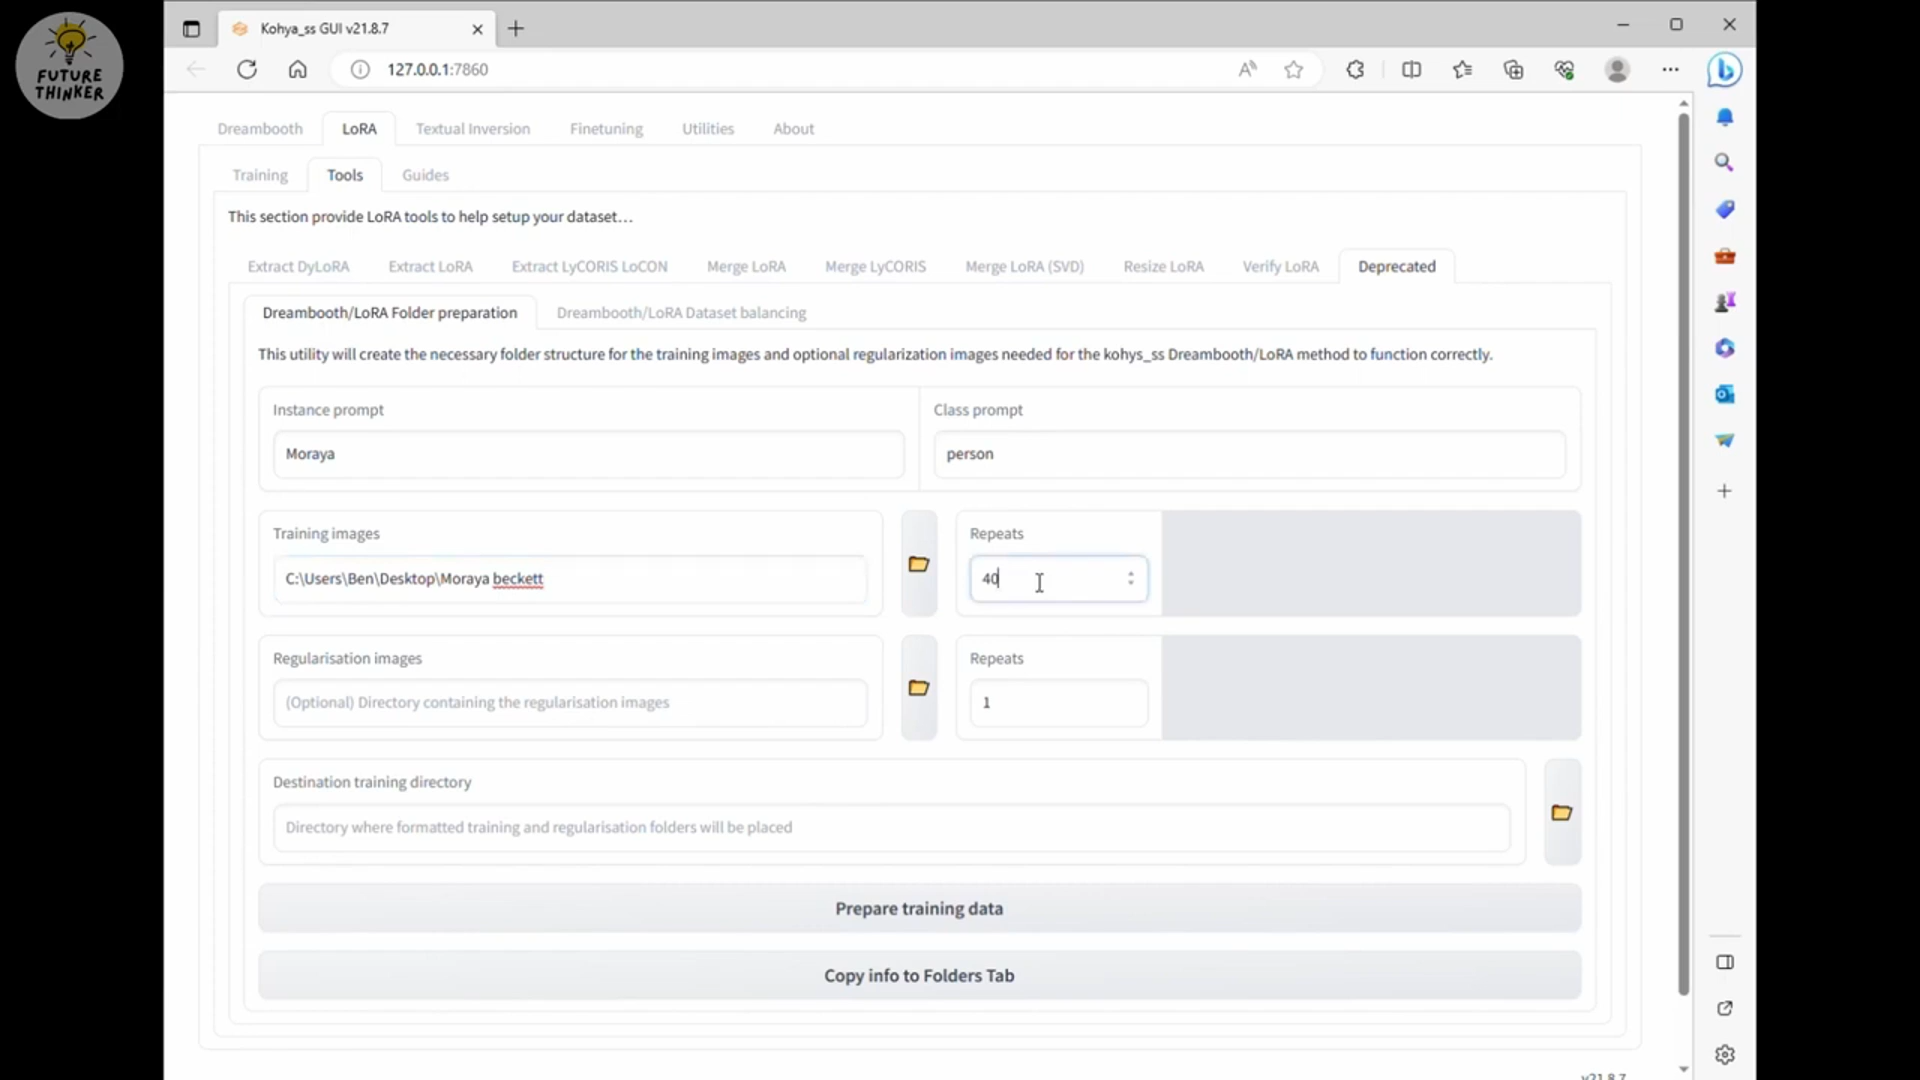 FUTURE
THINKER
Kohya_ss GUI v21.8.7
127.0.0.1:7860
Dreambooth LoRA Textual Inversion Finetuning Utilities About
Training Tools Guides
This section provide LoRA tools to help setup your dataset...
Extract DyLoRA Extract LoRA Extract LyCORIS LoCON Merge LoRA Merge LyCORIS Merge LoRA (SVD) Resize LoRA Verify LoRA Deprecated
Dreambooth/LoRA Folder preparation Dreambooth/LoRA Dataset balancing
This utility will create the necessary folder structure for the training images and optional regularization images needed for the kohys_ss Dreambooth/LoRA method to function correctly.
Instance prompt Class prompt
Moraya person
Training images Repeats
C:\Users\Ben\Desktop\Moraya beckett 40
Regularisation images Repeats
(Optional) Directory containing the regularisation images 1
Destination training directory
Directory where formatted training and regularisation folders will be placed
Prepare training data
Copy info to Folders Tab
v21.8.7